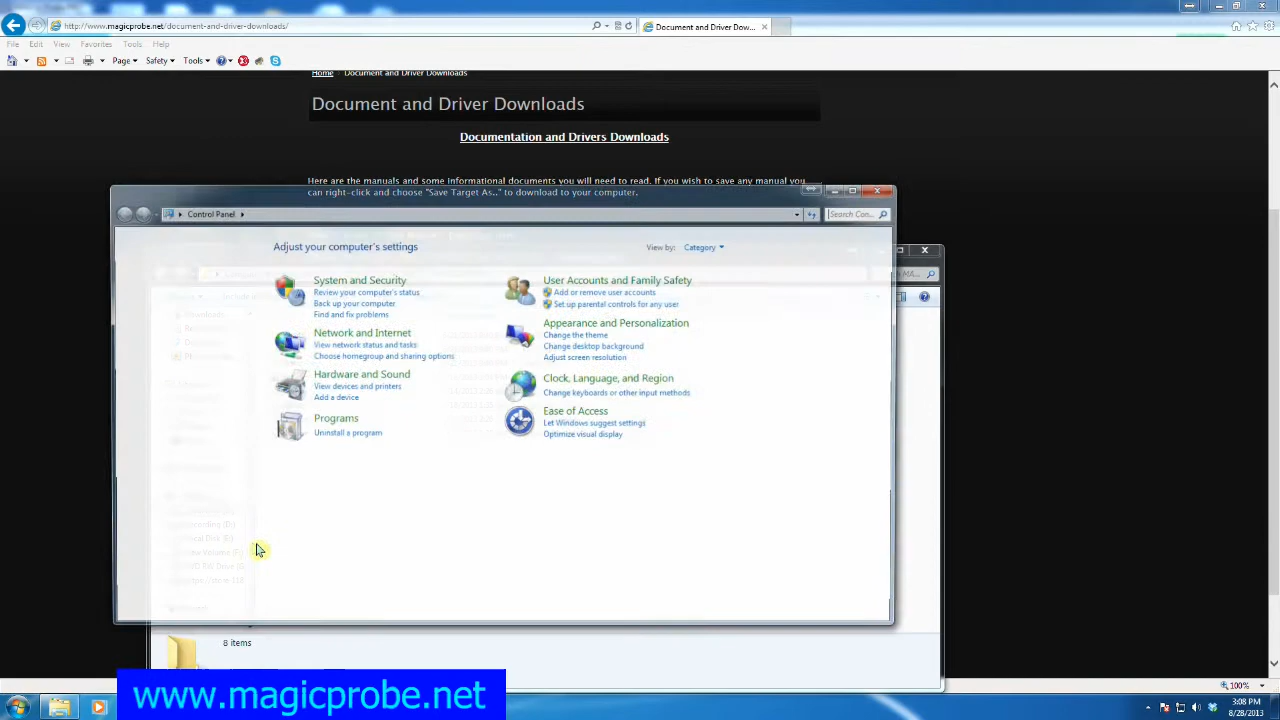 http://www.magicprobe.net/document-and-driver-downloads/
Document and Driver Dow...
File Edit View Favorites Tools Help
Page Safety Tools
Home Document and Driver Downloads
Document and Driver Downloads
Documentation and Drivers Downloads
Here are the manuals and some informational documents you will need to read. If you wish to save any manual you
can right-click and choose "Save Target As.." to download to your computer.
Control Panel
Search Con...
Adjust your computer's settings
View by: Category
System and Security
Review your computer's status
Back up your computer
Find and fix problems
Network and Internet
View network status and tasks
Choose homegroup and sharing options
Hardware and Sound
View devices and printers
Add a device
Programs
Uninstall a program
User Accounts and Family Safety
Add or remove user accounts
Set up parental controls for any user
Appearance and Personalization
Change the theme
Change desktop background
Adjust screen resolution
Clock, Language, and Region
Change keyboards or other input methods
Ease of Access
Let Windows suggest settings
Optimize visual display
8 items
www.magicprobe.net
100%
3:08 PM
8/28/2013